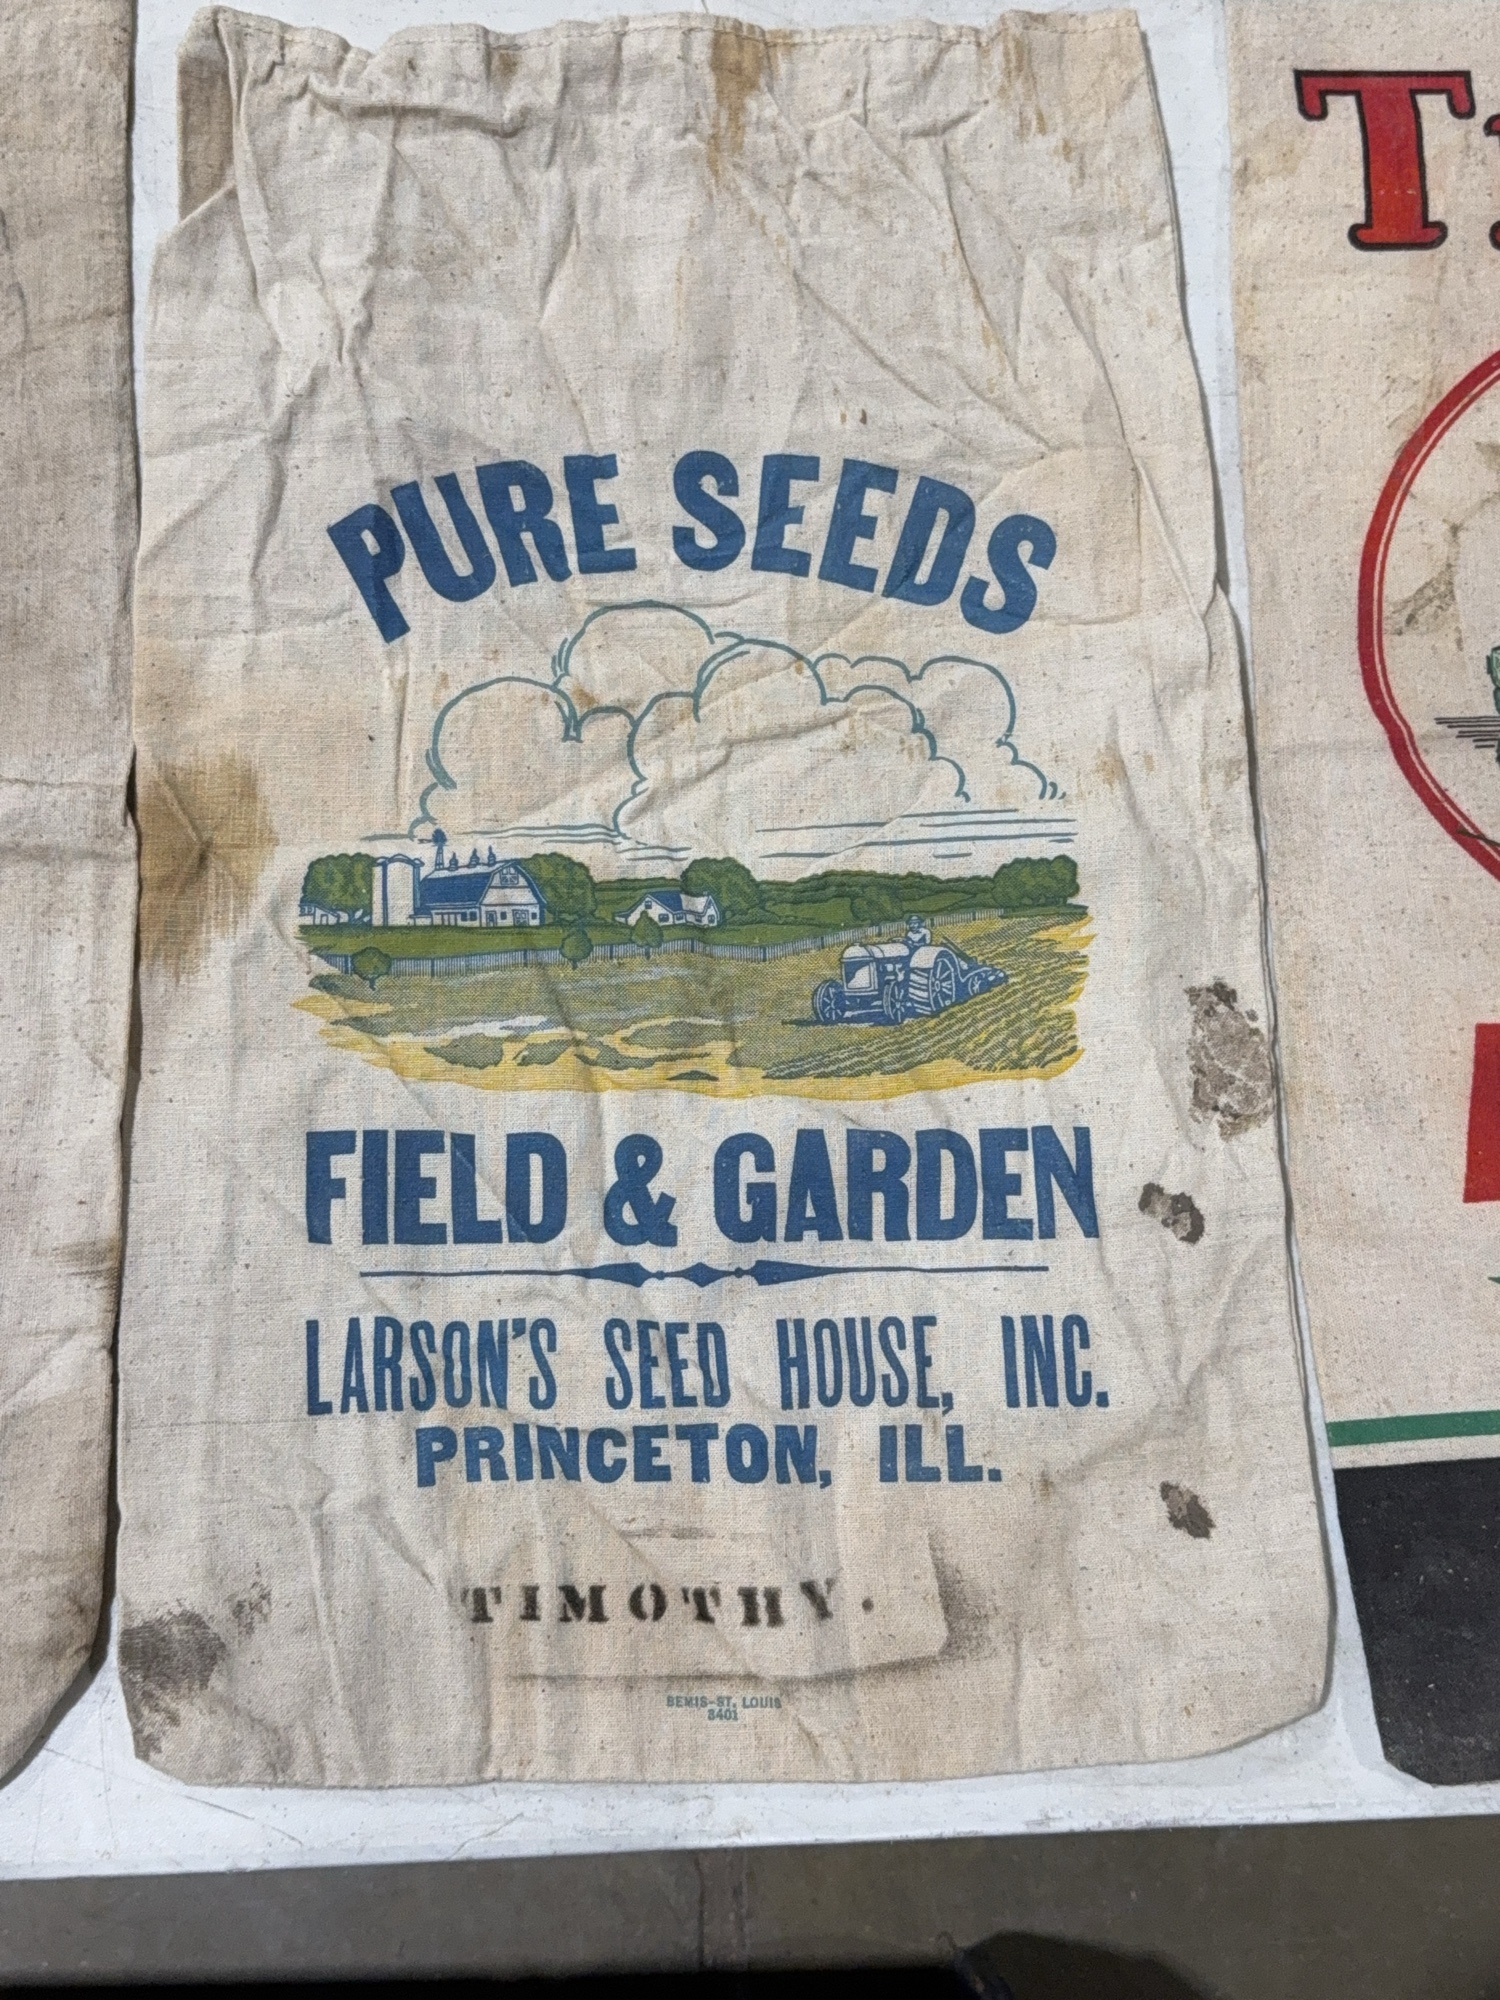 PURE SEEDS
FIELD & GARDEN
LARSON'S SEED HOUSE, INC.
PRINCETON, ILL.
TIMOTHY.
BEMIS-ST. LOUIS
3401
T